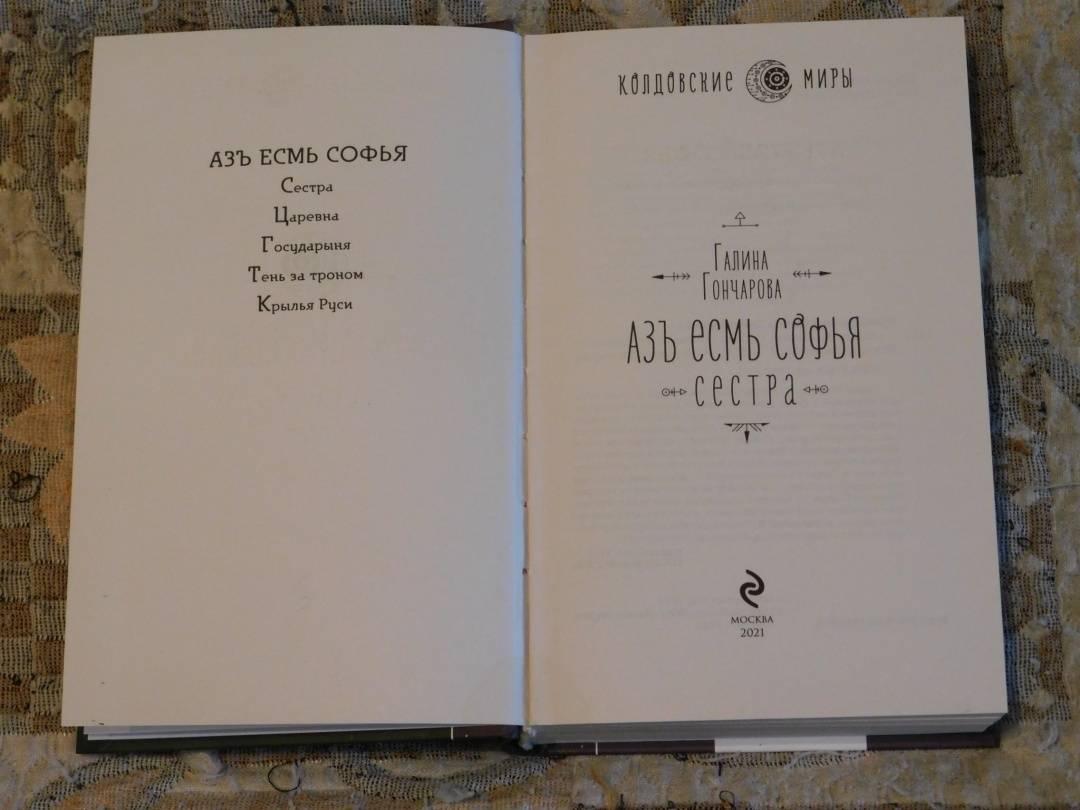 АЗЪ ЕСМЬ СОФЬЯ
Сестра
Царевна
Государыня
Тень за троном
Крылья Руси
КОЛДОВСКИЕ МИРЫ
ГАЛИНА
ГОНЧАРОВА
АЗЪ ЕСМЬ СОФЬЯ
СЕСТРА
МОСКВА
2021